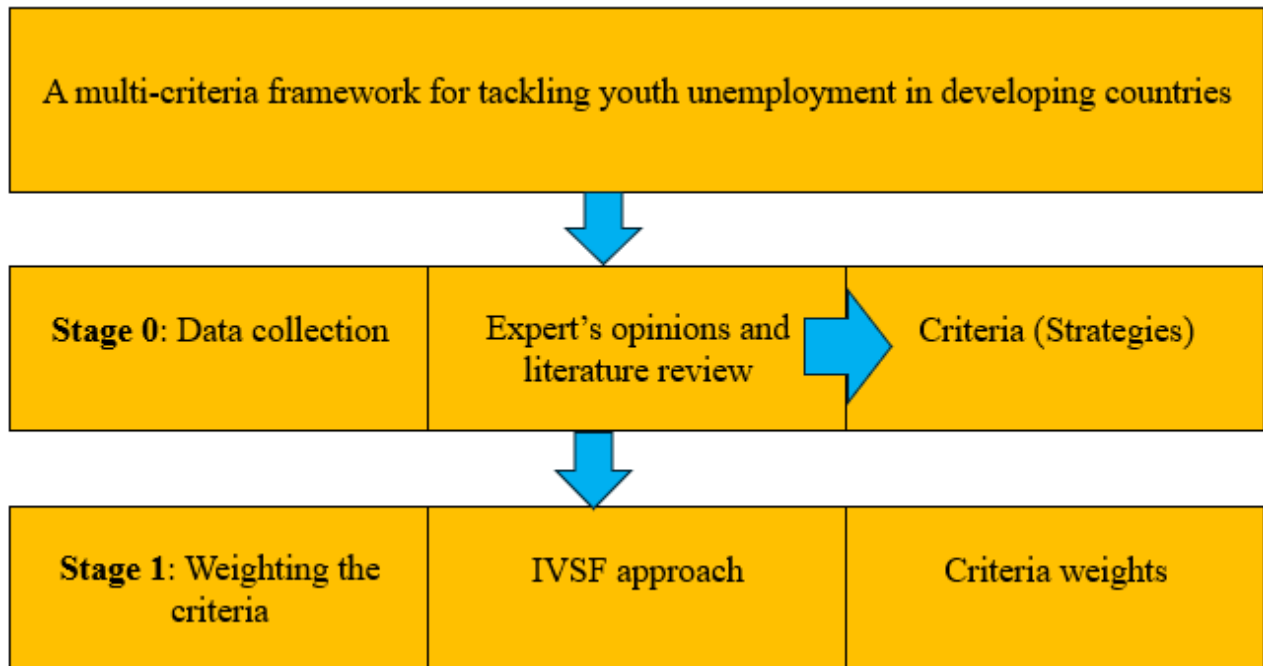 A multi-criteria framework for tackling youth unemployment in developing countries
Stage 0: Data collection
Expert’s opinions and
literature review
Criteria (Strategies)
Stage 1: Weighting the
criteria
IVSF approach
Criteria weights